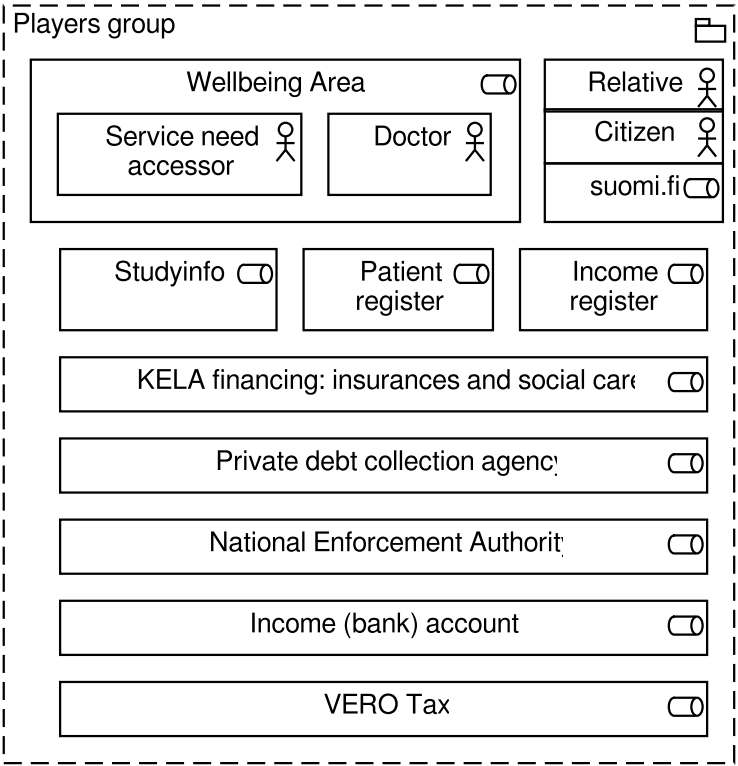 Players group
Wellbeing Area
Relative
Service need
accessor
Doctor
Citizen
suomi.fi
Studyinfo
Patient
register
Income
register
KELA financing: insurances and social care
Private debt collection agency
National Enforcement Authority
Income (bank) account
VERO Tax